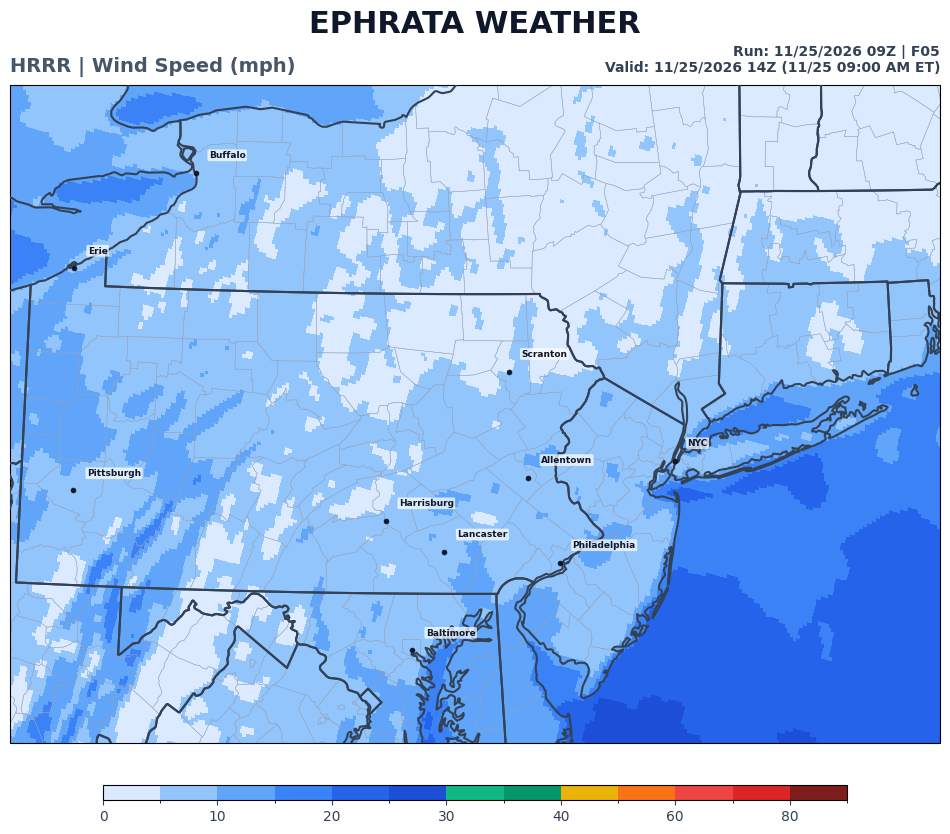 EPHRATA WEATHER
HRRR | Wind Speed (mph)
Run: 11/25/2026 09Z | F05
Valid: 11/25/2026 14Z (11/25 09:00 AM ET)
Buffalo
Erie
Scranton
NYC
Allentown
Pittsburgh
Harrisburg
Lancaster
Philadelphia
Baltimore
0 10 20 30 40 50 60 70 80